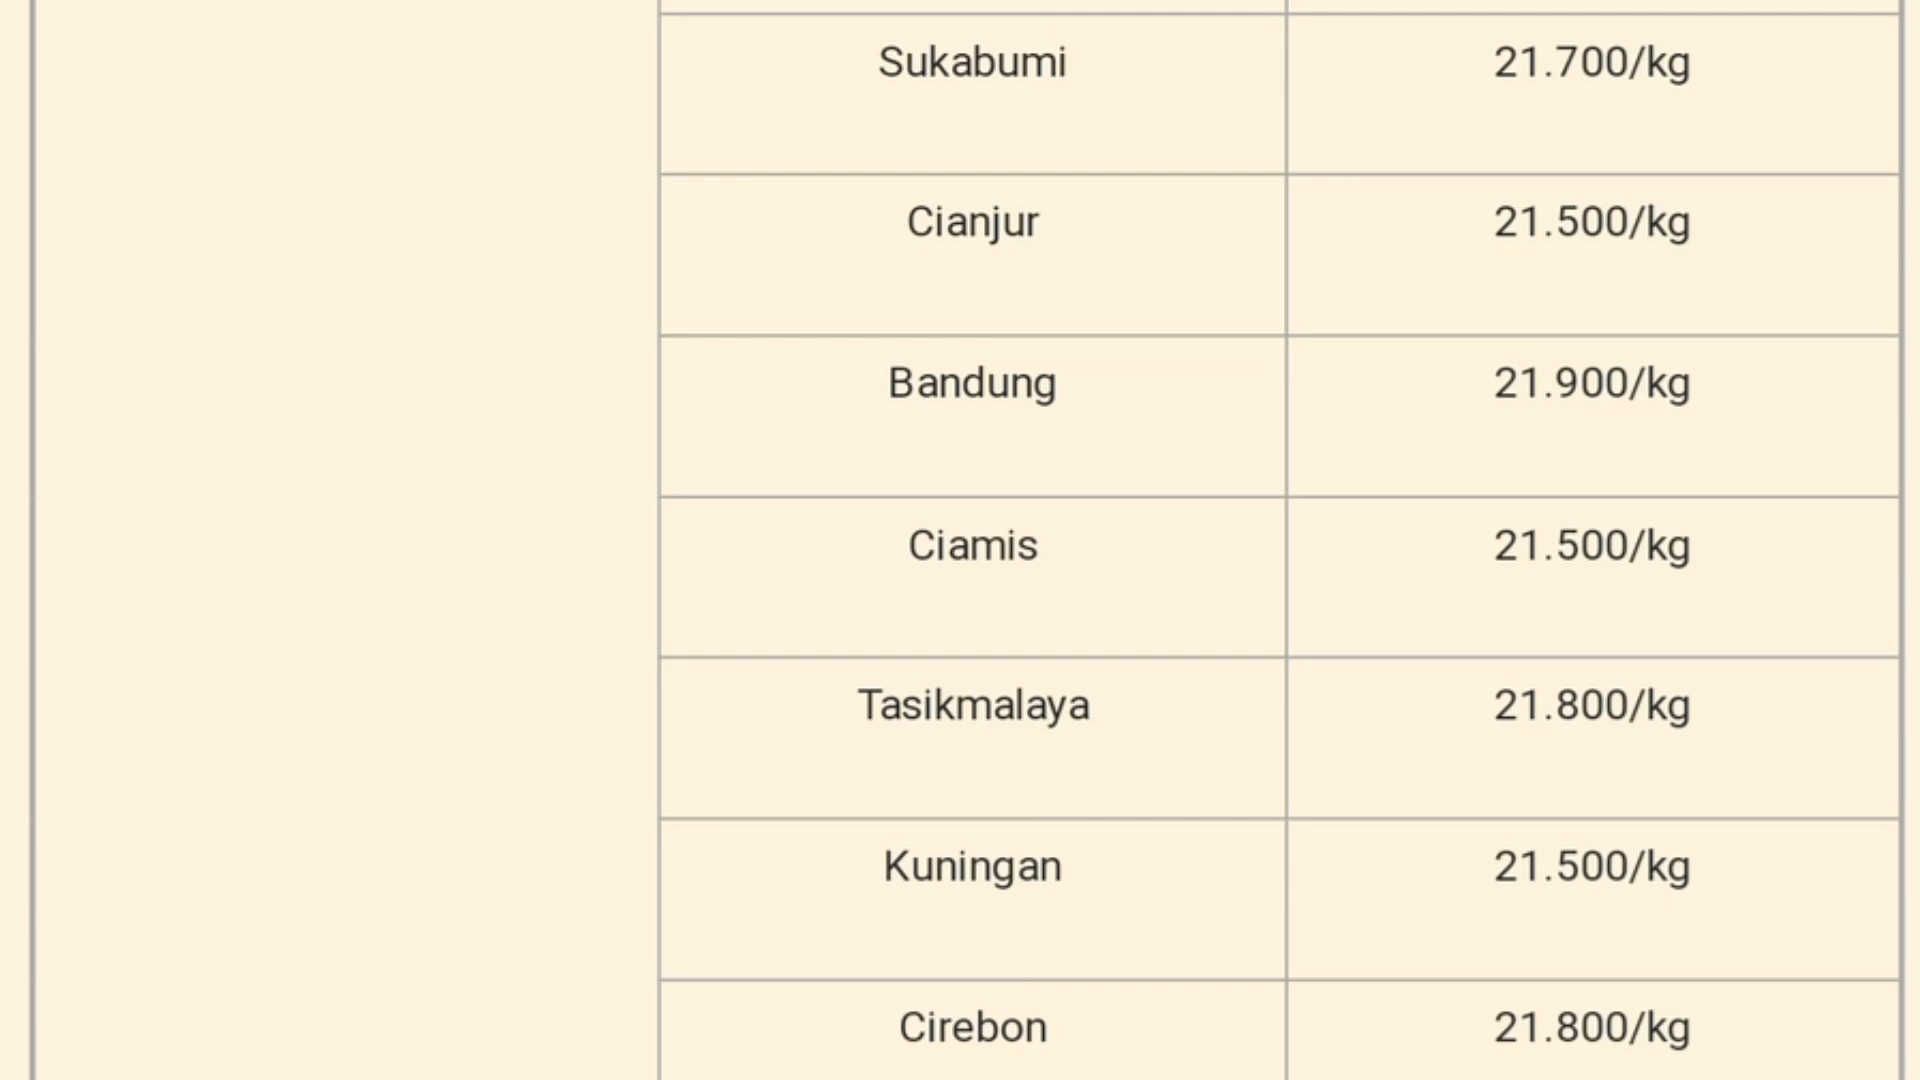 Sukabumi 21.700/kg
Cianjur 21.500/kg
Bandung 21.900/kg
Ciamis 21.500/kg
Tasikmalaya 21.800/kg
Kuningan 21.500/kg
Cirebon 21.800/kg